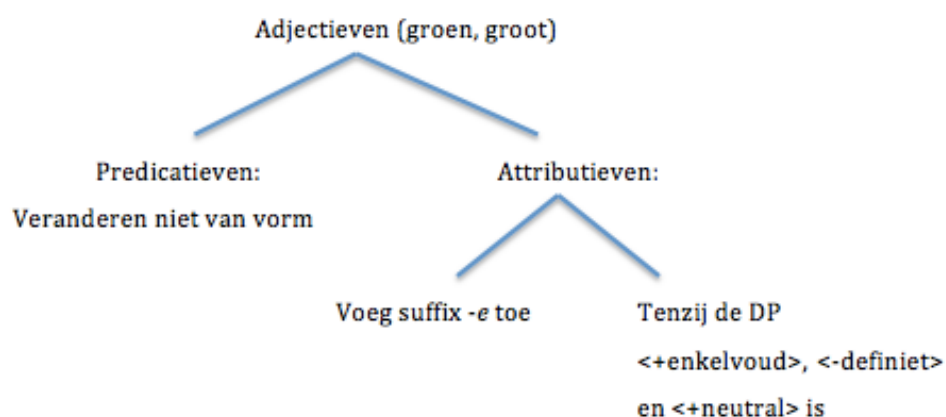 Adjectieven (groen, groot)
Predicatieven:
Veranderen niet van vorm
Attributieven:
Voeg suffix -e toe
Tenzij de DP
<+enkelvoud>, <-definiet>
en <+neutral> is